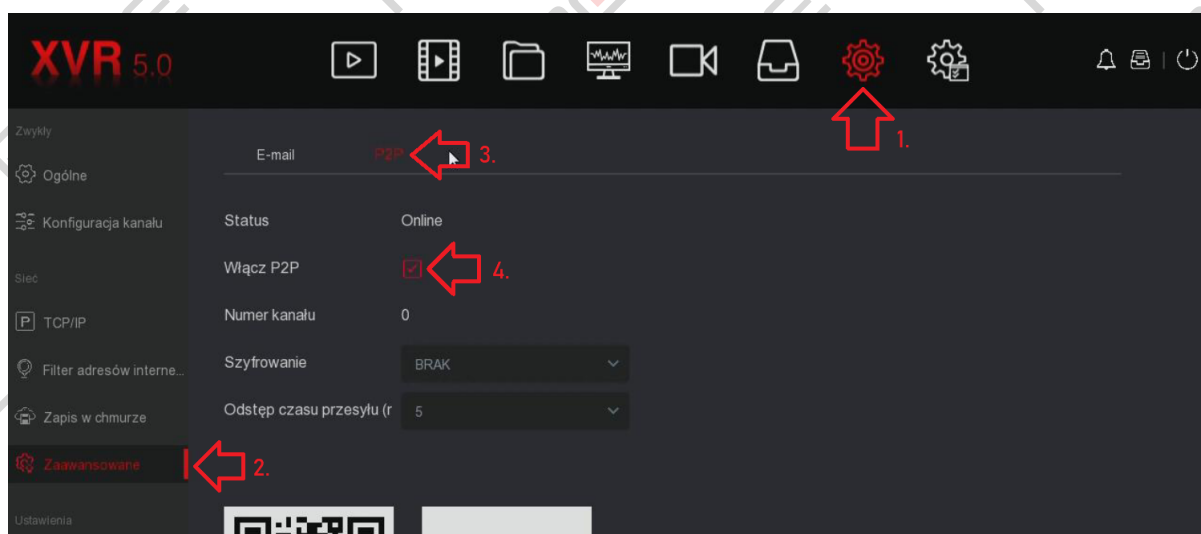 XVR 5.0
1.
Zwykły
E-mail
P2P
3.
Ogólne
Konfiguracja kanału
Status
Online
Włącz P2P
4.
Sieć
Numer kanału
0
TCP/IP
Szyfrowanie
BRAK
Filter adresów interne...
Odstęp czasu przesyłu (r
5
Zapis w chmurze
Zaawansowane
2.
Ustawienia